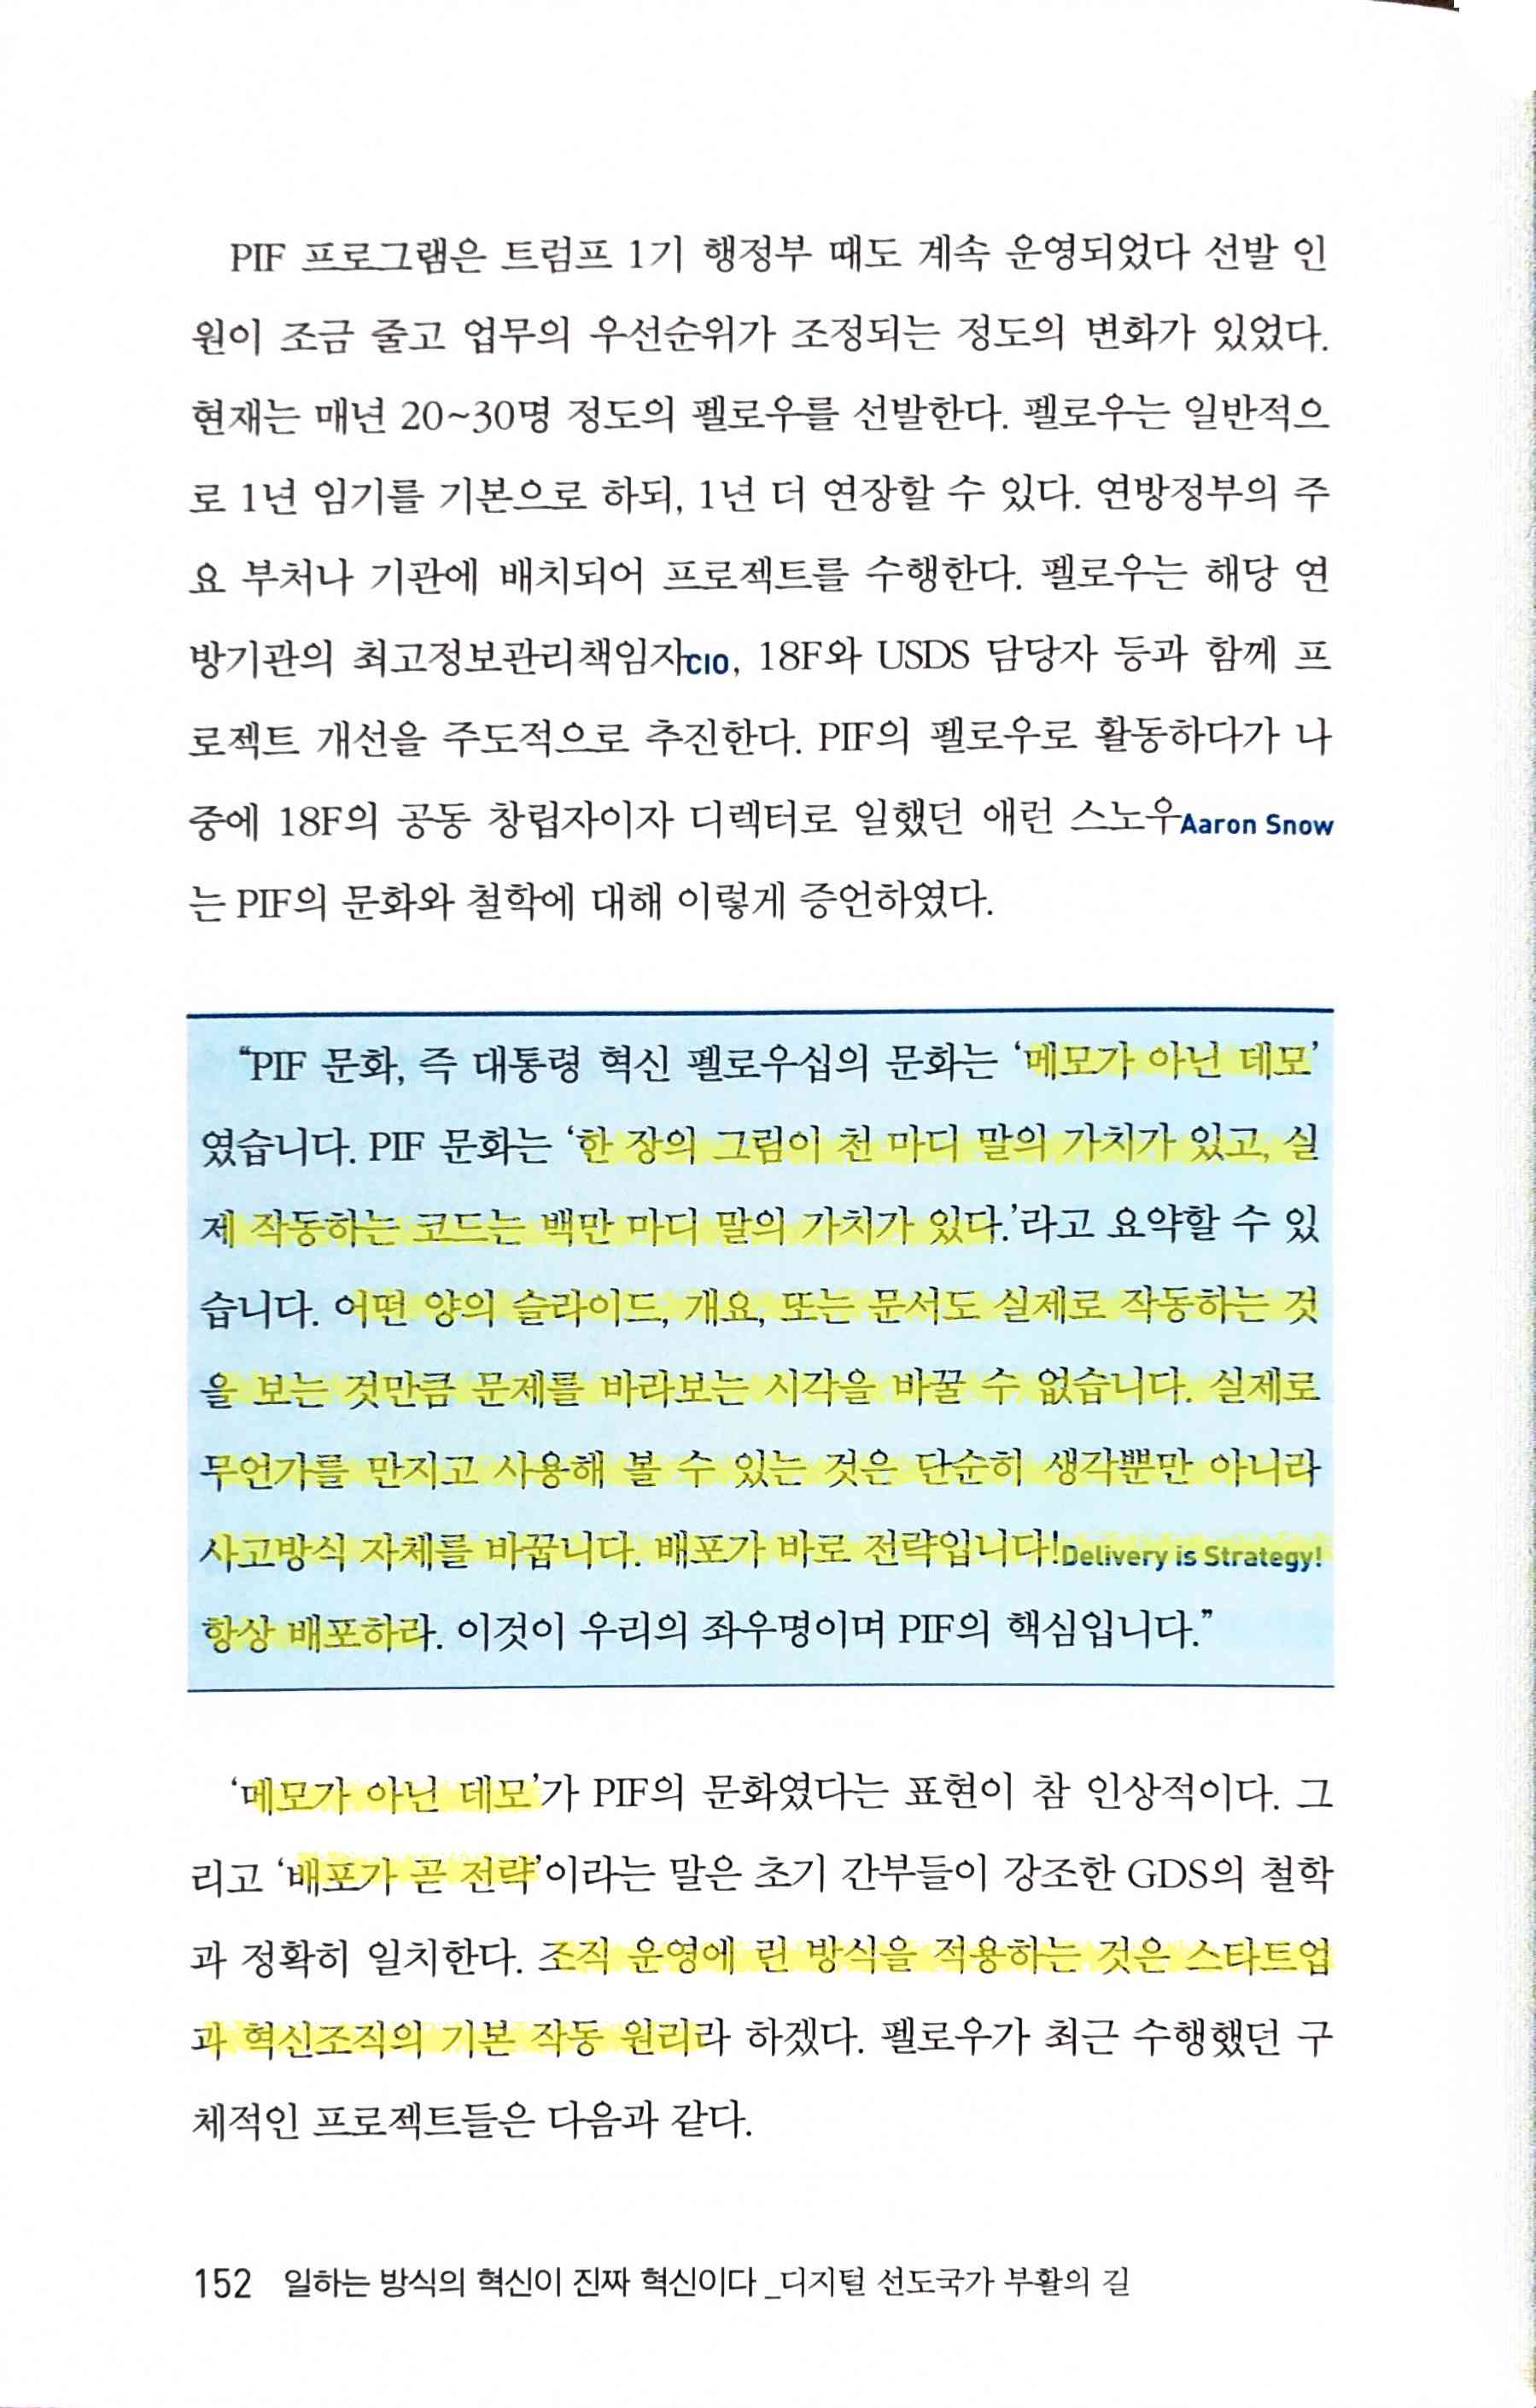 PIF 프로그램은 트럼프 1기 행정부 때도 계속 운영되었다 선발 인
원이 조금 줄고 업무의 우선순위가 조정되는 정도의 변화가 있었다.
현재는 매년 20~30명 정도의 펠로우를 선발한다. 펠로우는 일반적으
로 1년 임기를 기본으로 하되, 1년 더 연장할 수 있다. 연방정부의 주
요 부처나 기관에 배치되어 프로젝트를 수행한다. 펠로우는 해당 연
방기관의 최고정보관리책임자CIO, 18F와 USDS 담당자 등과 함께 프
로젝트 개선을 주도적으로 추진한다. PIF의 펠로우로 활동하다가 나
중에 18F의 공동 창립자이자 디렉터로 일했던 애런 스노우Aaron Snow
는 PIF의 문화와 철학에 대해 이렇게 증언하였다.
“PIF 문화, 즉 대통령 혁신 펠로우십의 문화는 ‘메모가 아닌 데모’
였습니다. PIF 문화는 ‘한 장의 그림이 천 마디 말의 가치가 있고, 실
제 작동하는 코드는 백만 마디 말의 가치가 있다.’라고 요약할 수 있
습니다. 어떤 양의 슬라이드, 개요, 또는 문서도 실제로 작동하는 것
을 보는 것만큼 문제를 바라보는 시각을 바꿀 수 없습니다. 실제로
무언가를 만지고 사용해 볼 수 있는 것은 단순히 생각뿐만 아니라
사고방식 자체를 바꿉니다. 배포가 바로 전략입니다!Delivery is Strategy!
항상 배포하라. 이것이 우리의 좌우명이며 PIF의 핵심입니다.”
‘메모가 아닌 데모’가 PIF의 문화였다는 표현이 참 인상적이다. 그
리고 ‘배포가 곧 전략’이라는 말은 초기 간부들이 강조한 GDS의 철학
과 정확히 일치한다. 조직 운영에 린 방식을 적용하는 것은 스타트업
과 혁신조직의 기본 작동 원리라 하겠다. 펠로우가 최근 수행했던 구
체적인 프로젝트들은 다음과 같다.
152 일하는 방식의 혁신이 진짜 혁신이다 _디지털 선도국가 부활의 길